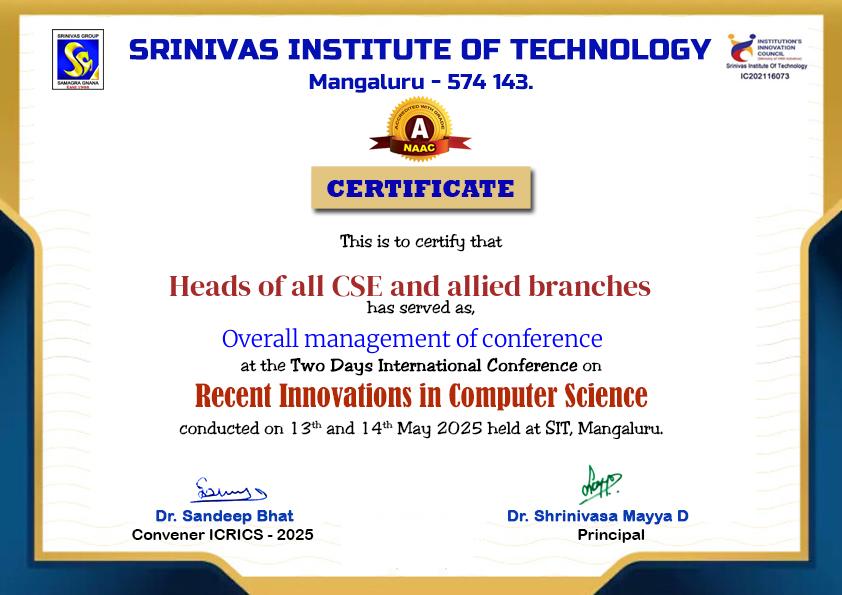 SRINIVAS GROUP
SAMAGRA GNANA
SRINIVAS INSTITUTE OF TECHNOLOGY
Mangaluru - 574 143.
INSTITUTION'S
INNOVATION
COUNCIL
Srinivas Institute Of Technology
IC202116073
ACCREDITED WITH GRADE
A
NAAC
CERTIFICATE
This is to certify that
Heads of all CSE and allied branches
has served as,
Overall management of conference
at the Two Days International Conference on
Recent Innovations in Computer Science
conducted on 13th and 14th May 2025 held at SIT, Mangaluru.
Dr. Sandeep Bhat
Convener ICRICS - 2025
Dr. Shrinivasa Mayya D
Principal